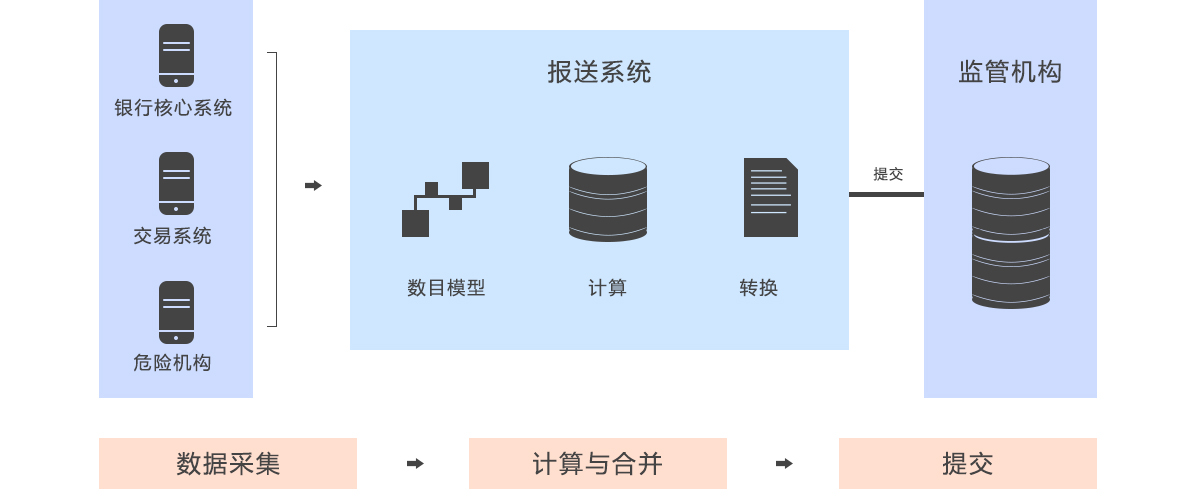 银行核心系统
交易系统
危险机构
报送系统
数目模型
计算
转换
提交
监管机构
数据采集
计算与合并
提交